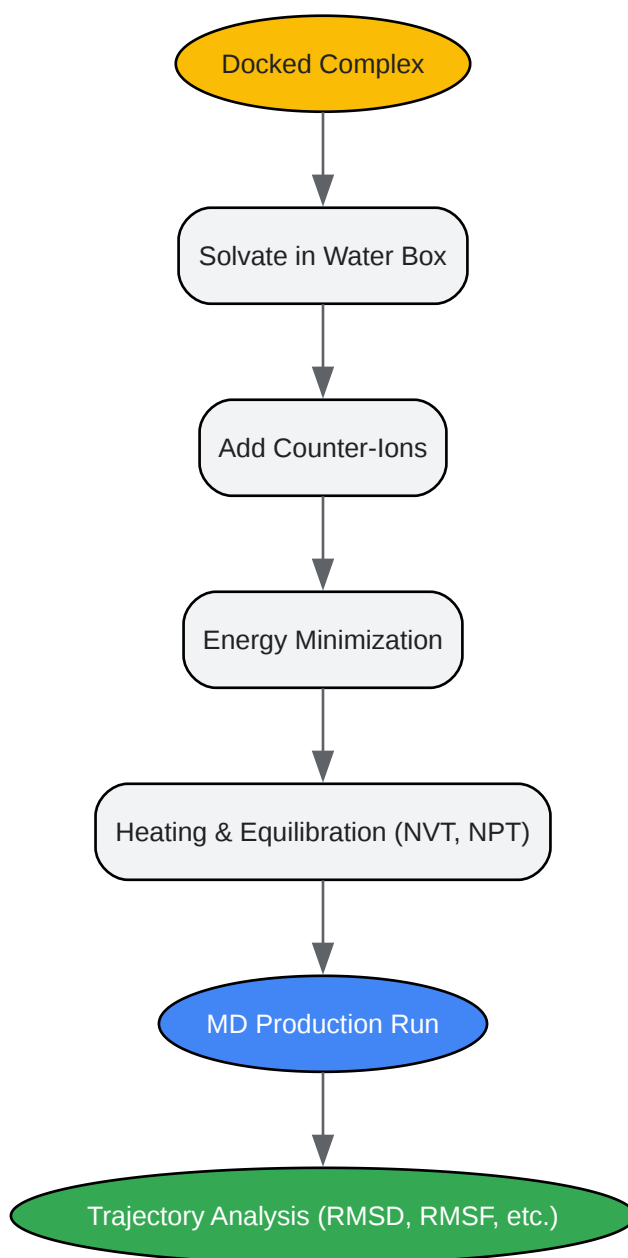 Docked Complex
Solvate in Water Box
Add Counter-Ions
Energy Minimization
Heating & Equilibration (NVT, NPT)
MD Production Run
Trajectory Analysis (RMSD, RMSF, etc.)